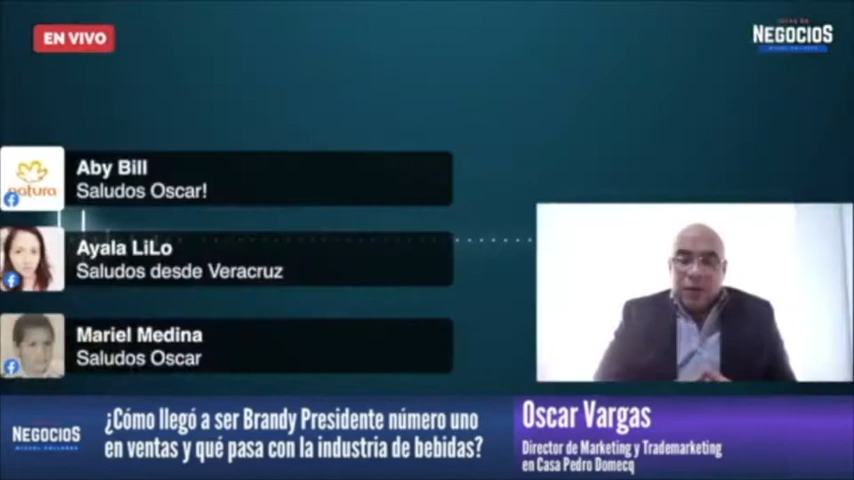 EN VIVO
NEGOCIOS
natura
Aby Bill
Saludos Oscar!
Ayala LiLo
Saludos desde Veracruz
Mariel Medina
Saludos Oscar
NEGOCIOS
¿Cómo llegó a ser Brandy Presidente número uno
en ventas y qué pasa con la industria de bebidas?
Oscar Vargas
Director de Marketing y Trademarketing
en Casa Pedro Domecq